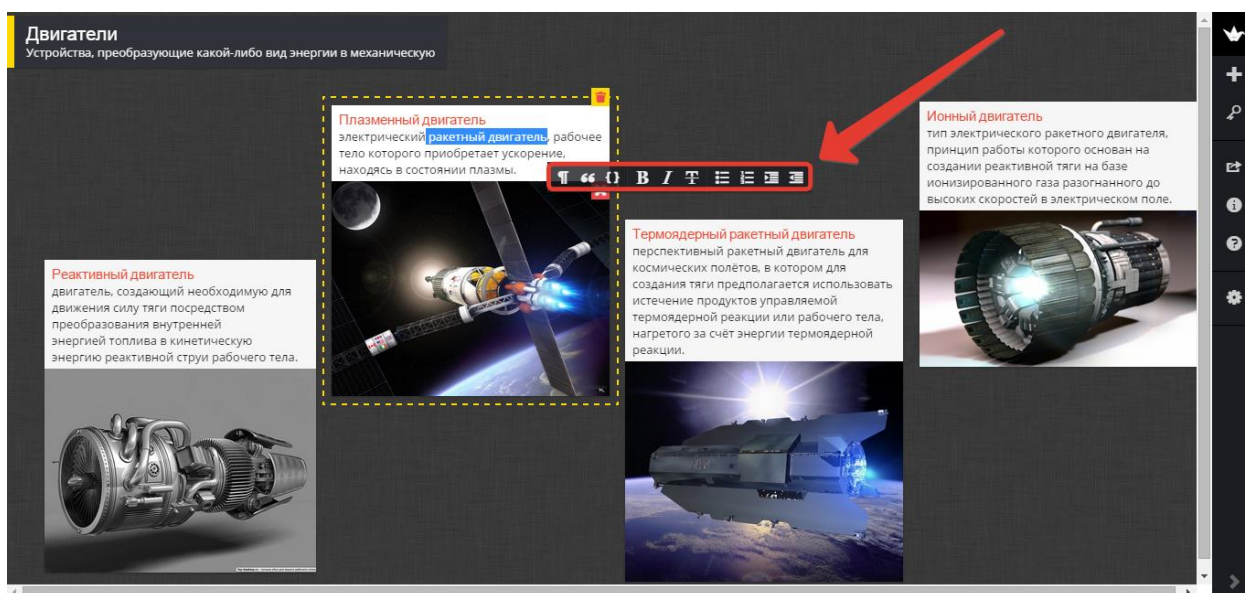 Двигатели
Устройства, преобразующие какой-либо вид энергии в механическую
Плазменный двигатель
электрический ракетный двигатель, рабочее
тело которого приобретает ускорение,
находясь в состоянии плазмы.
Ионный двигатель
тип электрического ракетного двигателя,
принцип работы которого основан на
создании реактивной тяги на базе
ионизированного газа разогнанного до
высоких скоростей в электрическом поле.
Термоядерный ракетный двигатель
перспективный ракетный двигатель для
космических полётов, в котором для
создания тяги предполагается использовать
истечение продуктов управляемой
термоядерной реакции или рабочего тела,
нагретого за счёт энергии термоядерной
реакции.
Реактивный двигатель
двигатель, создающий необходимую для
движения силу тяги посредством
преобразования внутренней
энергией топлива в кинетическую
энергию реактивной струи рабочего тела.